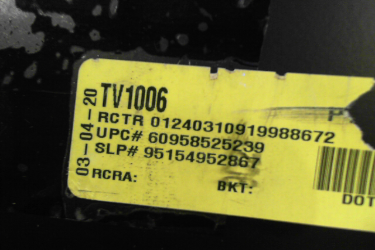 03-04-20
TV1006
RCTR 01240310919988672 P
UPC# 60958525239
SLP# 95154952867
RCRA: BKT:
DOT